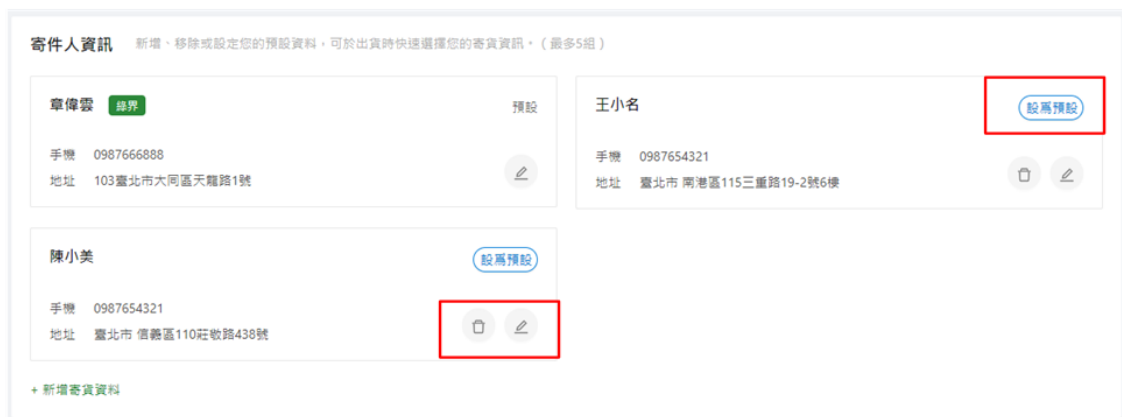 寄件人資訊 新增、移除或設定您的預設資料，可於出貨時快速選擇您的寄貨資訊。（最多5組）
章偉雲 綠界 預設
手機 0987666888
地址 103臺北市大同區天龍路1號
王小名 設為預設
手機 0987654321
地址 臺北市 南港區115三重路19-2號6樓
陳小美 設為預設
手機 0987654321
地址 臺北市 信義區110莊敬路438號
+ 新增寄貨資料